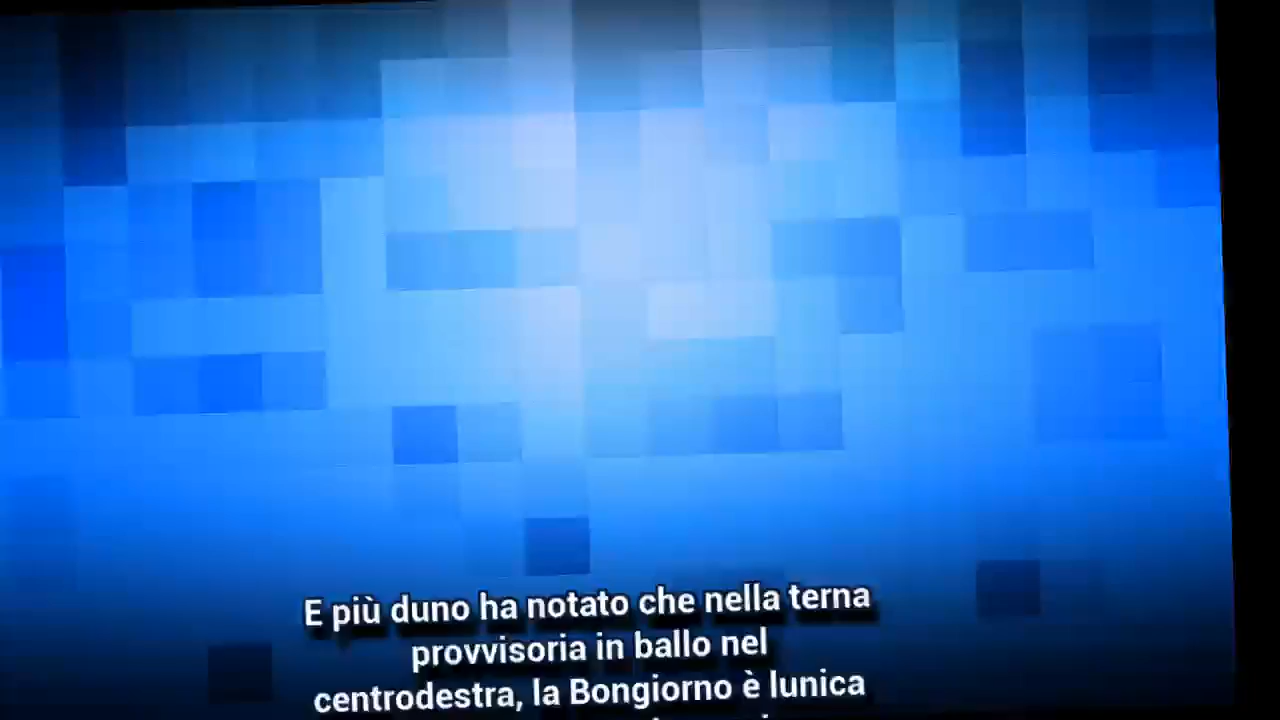 E più duno ha notato che nella terna
provvisoria in ballo nel
centrodestra, la Bongiorno è lunica